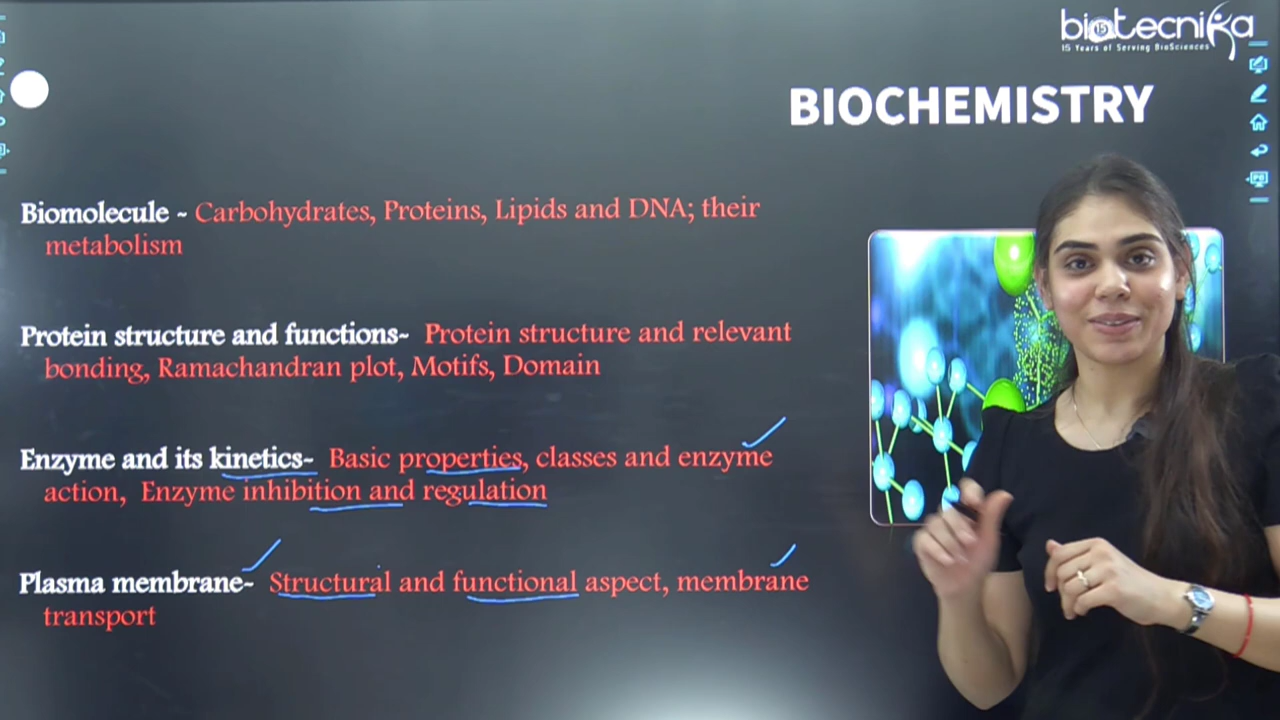 biotecnika
15
15 Years of Serving BioSciences
BIOCHEMISTRY
Biomolecule - Carbohydrates, Proteins, Lipids and DNA; their
metabolism
Protein structure and functions- Protein structure and relevant
bonding, Ramachandran plot, Motifs, Domain
Enzyme and its kinetics- Basic properties, classes and enzyme
action, Enzyme inhibition and regulation
Plasma membrane- Structural and functional aspect, membrane
transport